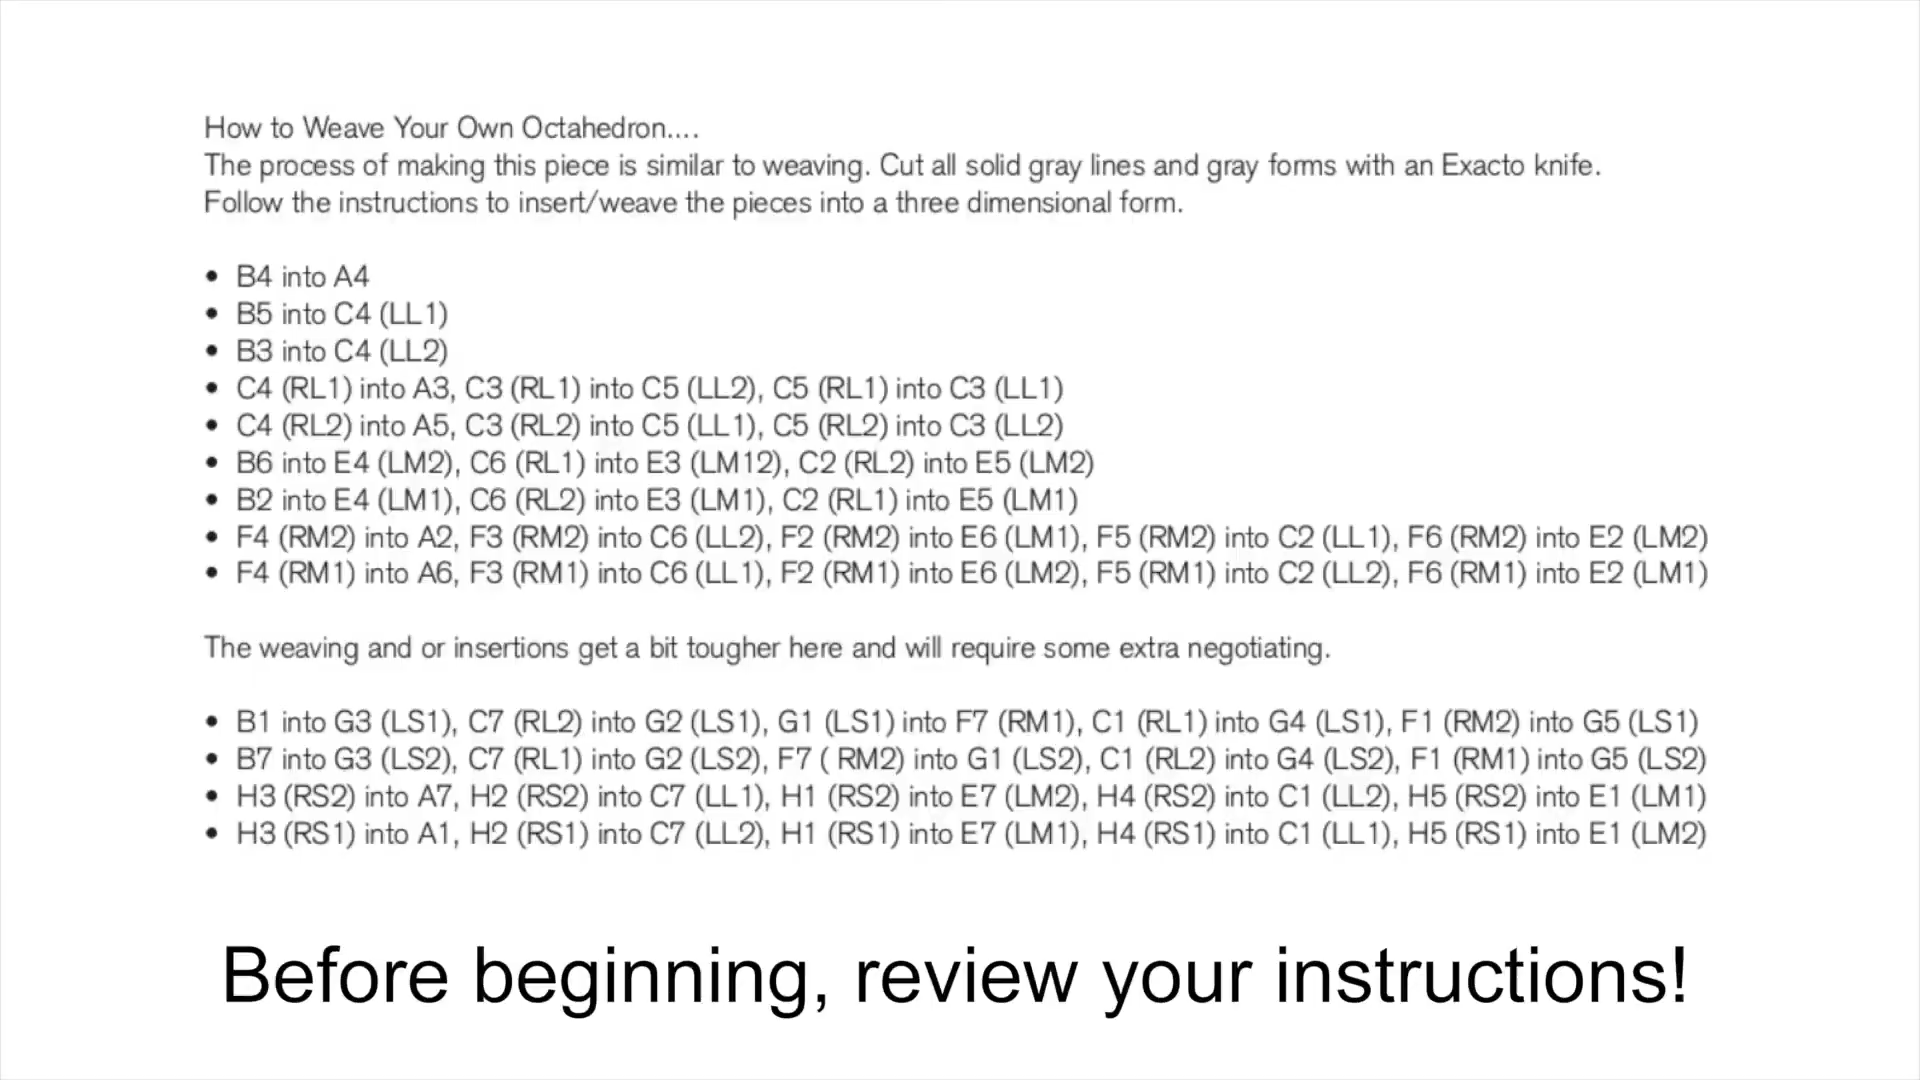 How to Weave Your Own Octahedron....
The process of making this piece is similar to weaving. Cut all solid gray lines and gray forms with an Exacto knife.
Follow the instructions to insert/weave the pieces into a three dimensional form.
• B4 into A4
• B5 into C4 (LL1)
• B3 into C4 (LL2)
• C4 (RL1) into A3, C3 (RL1) into C5 (LL2), C5 (RL1) into C3 (LL1)
• C4 (RL2) into A5, C3 (RL2) into C5 (LL1), C5 (RL2) into C3 (LL2)
• B6 into E4 (LM2), C6 (RL1) into E3 (LM12), C2 (RL2) into E5 (LM2)
• B2 into E4 (LM1), C6 (RL2) into E3 (LM1), C2 (RL1) into E5 (LM1)
• F4 (RM2) into A2, F3 (RM2) into C6 (LL2), F2 (RM2) into E6 (LM1), F5 (RM2) into C2 (LL1), F6 (RM2) into E2 (LM2)
• F4 (RM1) into A6, F3 (RM1) into C6 (LL1), F2 (RM1) into E6 (LM2), F5 (RM1) into C2 (LL2), F6 (RM1) into E2 (LM1)
The weaving and or insertions get a bit tougher here and will require some extra negotiating.
• B1 into G3 (LS1), C7 (RL2) into G2 (LS1), G1 (LS1) into F7 (RM1), C1 (RL1) into G4 (LS1), F1 (RM2) into G5 (LS1)
• B7 into G3 (LS2), C7 (RL1) into G2 (LS2), F7 ( RM2) into G1 (LS2), C1 (RL2) into G4 (LS2), F1 (RM1) into G5 (LS2)
• H3 (RS2) into A7, H2 (RS2) into C7 (LL1), H1 (RS2) into E7 (LM2), H4 (RS2) into C1 (LL2), H5 (RS2) into E1 (LM1)
• H3 (RS1) into A1, H2 (RS1) into C7 (LL2), H1 (RS1) into E7 (LM1), H4 (RS1) into C1 (LL1), H5 (RS1) into E1 (LM2)
Before beginning, review your instructions!